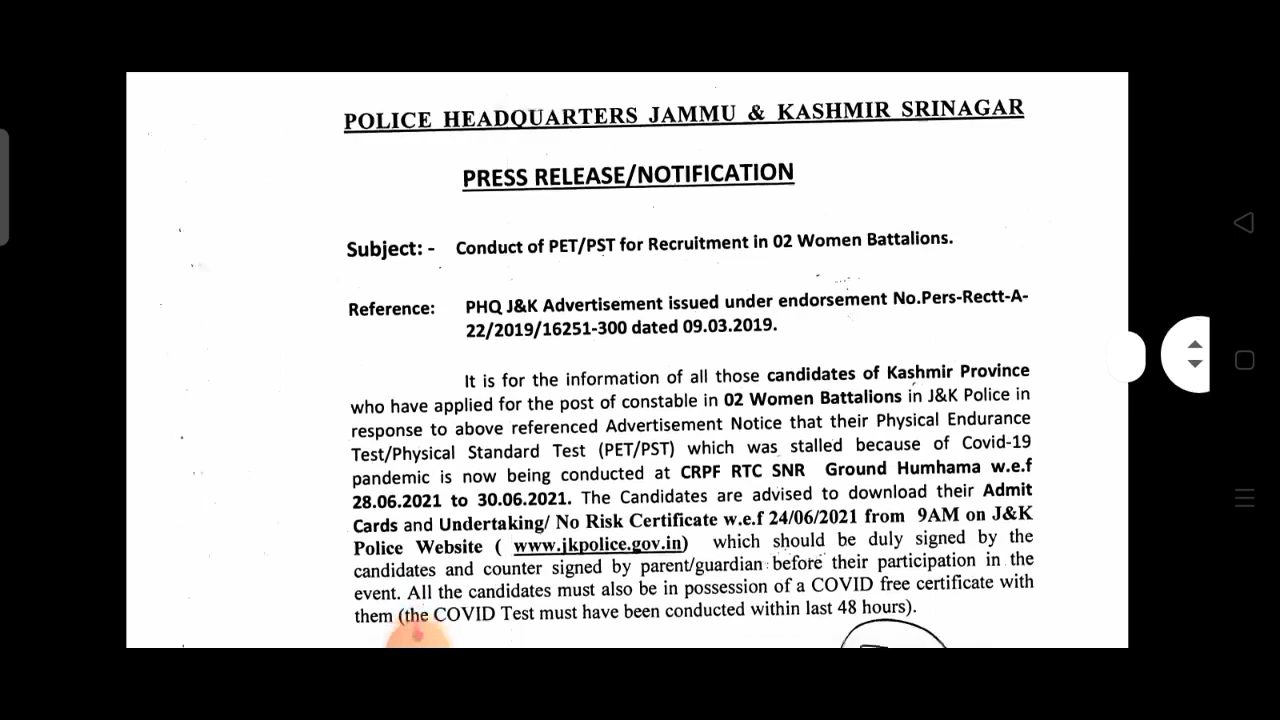 POLICE HEADQUARTERS JAMMU & KASHMIR SRINAGAR
PRESS RELEASE/NOTIFICATION
Subject: - Conduct of PET/PST for Recruitment in 02 Women Battalions.
Reference: PHQ J&K Advertisement issued under endorsement No.Pers-Rectt-A-
22/2019/16251-300 dated 09.03.2019.
It is for the information of all those candidates of Kashmir Province
who have applied for the post of constable in 02 Women Battalions in J&K Police in
response to above referenced Advertisement Notice that their Physical Endurance
Test/Physical Standard Test (PET/PST) which was stalled because of Covid-19
pandemic is now being conducted at CRPF RTC SNR Ground Humhama w.e.f
28.06.2021 to 30.06.2021. The Candidates are advised to download their Admit
Cards and Undertaking/ No Risk Certificate w.e.f 24/06/2021 from 9AM on J&K
Police Website ( www.jkpolice.gov.in) which should be duly signed by the
candidates and counter signed by parent/guardian before their participation in the
event. All the candidates must also be in possession of a COVID free certificate with
them (the COVID Test must have been conducted within last 48 hours).